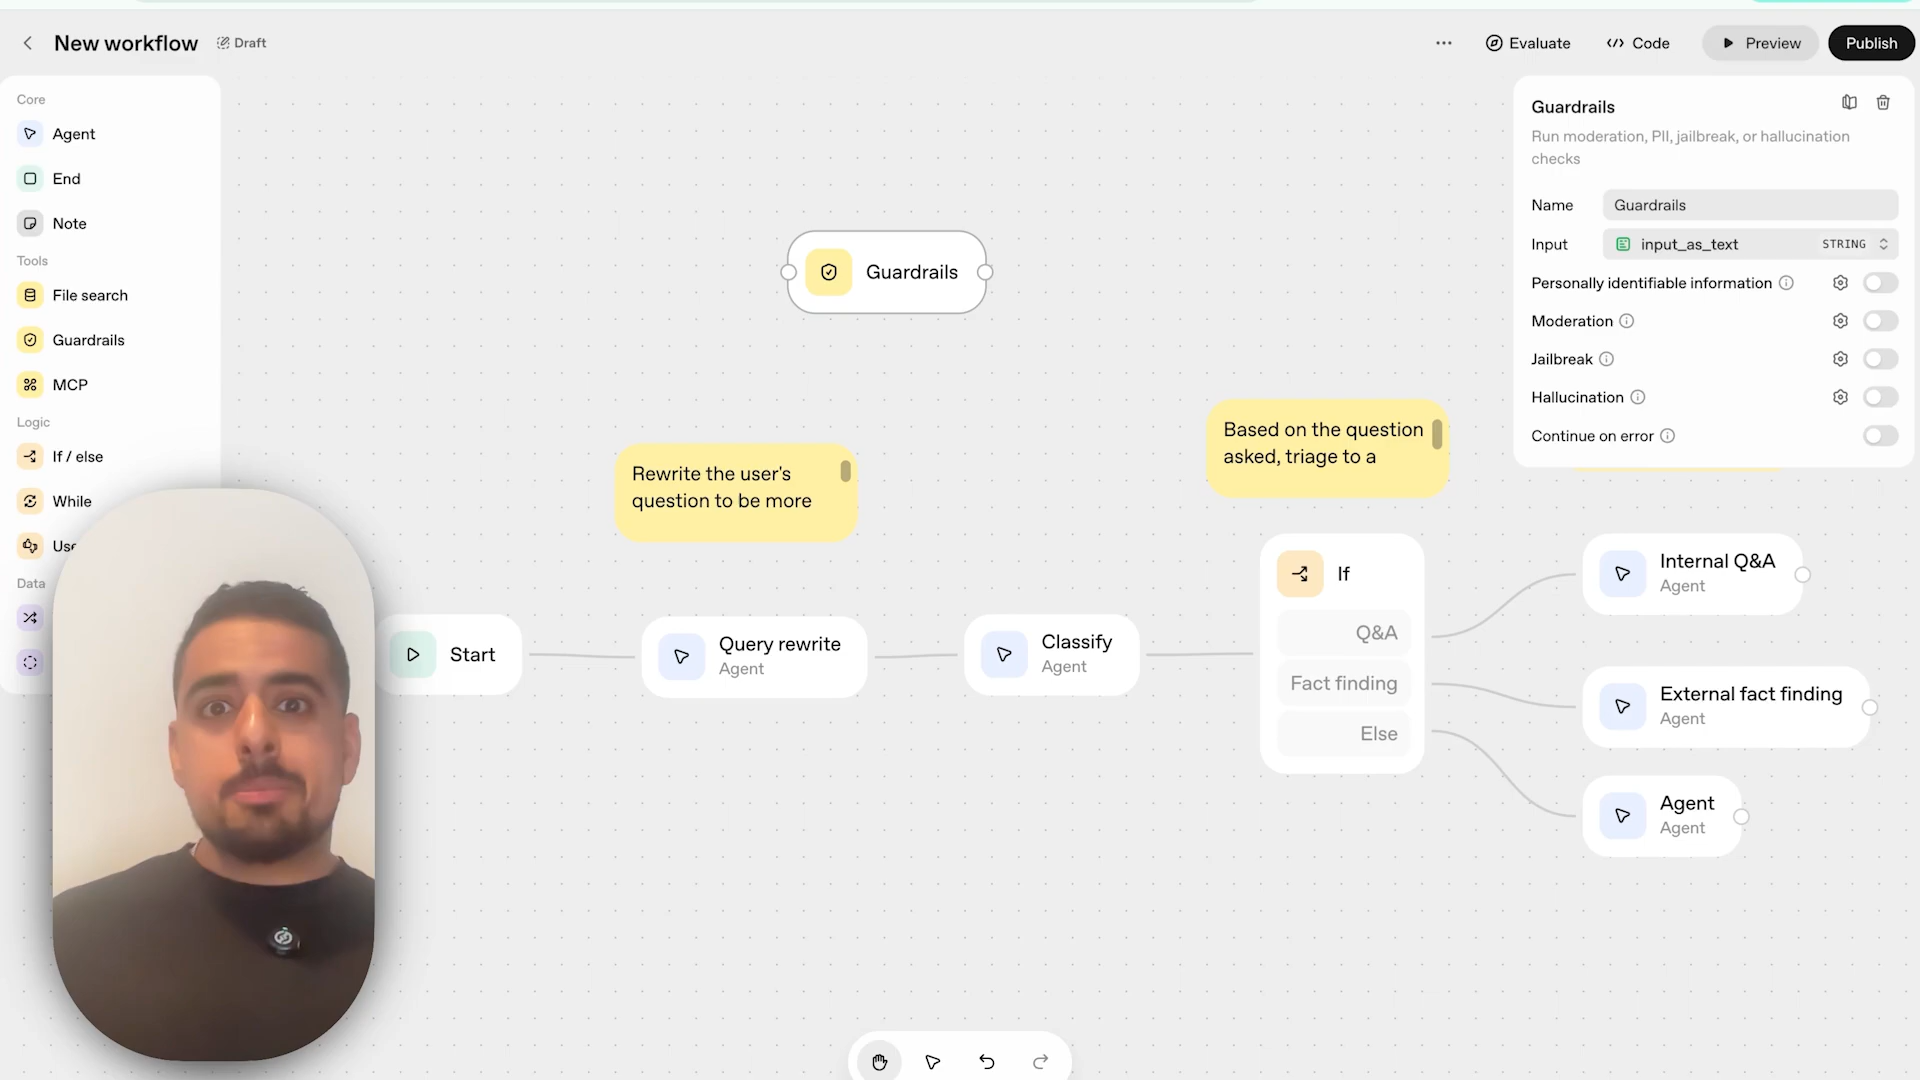 New workflow
Draft
Evaluate
Code
Preview
Publish
Core
Agent
End
Note
Tools
File search
Guardrails
MCP
Logic
If / else
While
Data
Guardrails
Rewrite the user's
question to be more
Based on the question
asked, triage to a
Start
Query rewrite
Agent
Classify
Agent
If
Q&A
Fact finding
Else
Internal Q&A
Agent
External fact finding
Agent
Agent
Agent
Guardrails
Run moderation, PII, jailbreak, or hallucination
checks
Name
Guardrails
Input
input_as_text
STRING
Personally identifiable information
Moderation
Jailbreak
Hallucination
Continue on error